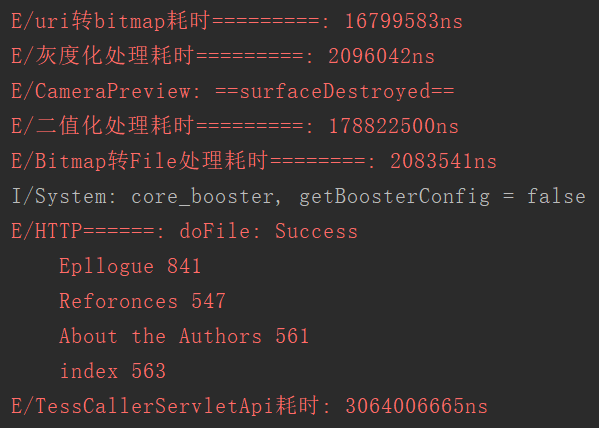 E/uri转bitmap耗时=========: 16799583ns
E/灰度化处理耗时=========: 2096042ns
E/CameraPreview: ==surfaceDestroyed==
E/二值化处理耗时=========: 178822500ns
E/Bitmap转File处理耗时========: 2083541ns
I/System: core_booster, getBoosterConfig = false
E/HTTP======: doFile: Success
Epllogue 841
Reforonces 547
About the Authors 561
index 563
E/TessCallerServletApi耗时: 3064006665ns